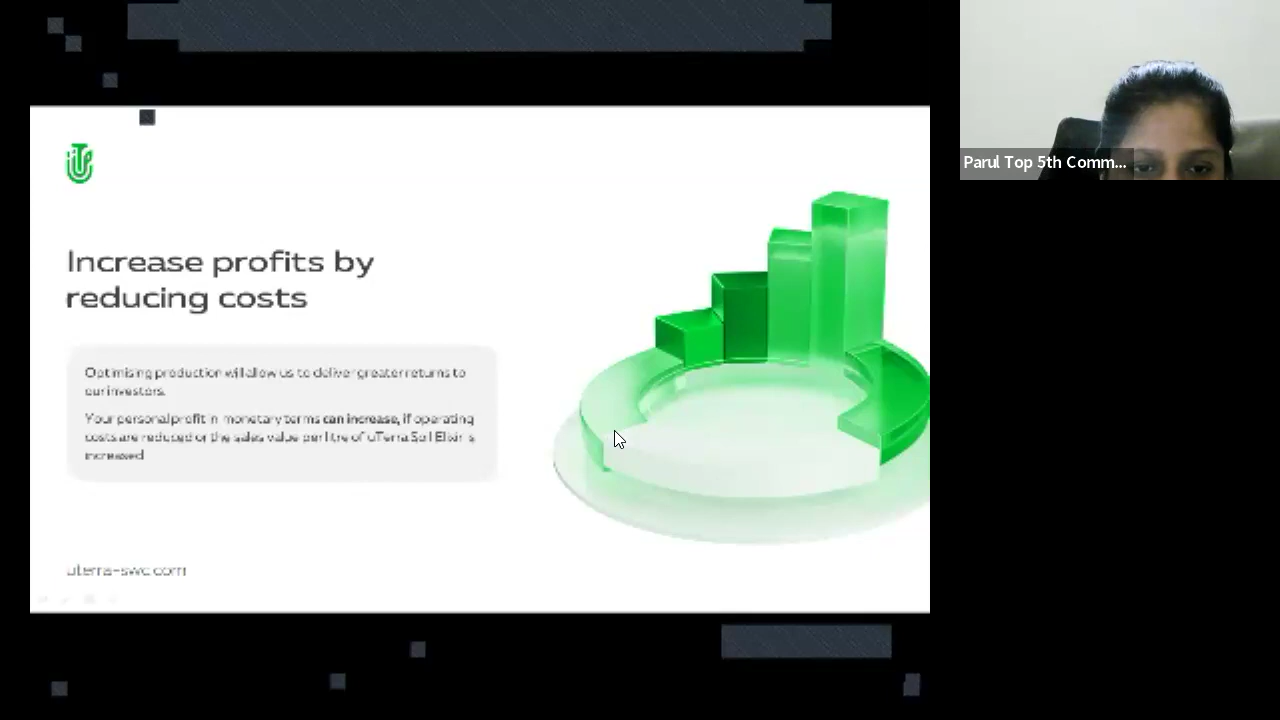 Increase profits by
reducing costs
Optimising production will allow us to deliver greater returns to
our investors.
Your personal profit in monetary terms can increase, if operating
costs are reduced or the sales value per litre of uTerra Soil Elixir is
increased
uterra-swc.com
Parul Top 5th Comm...